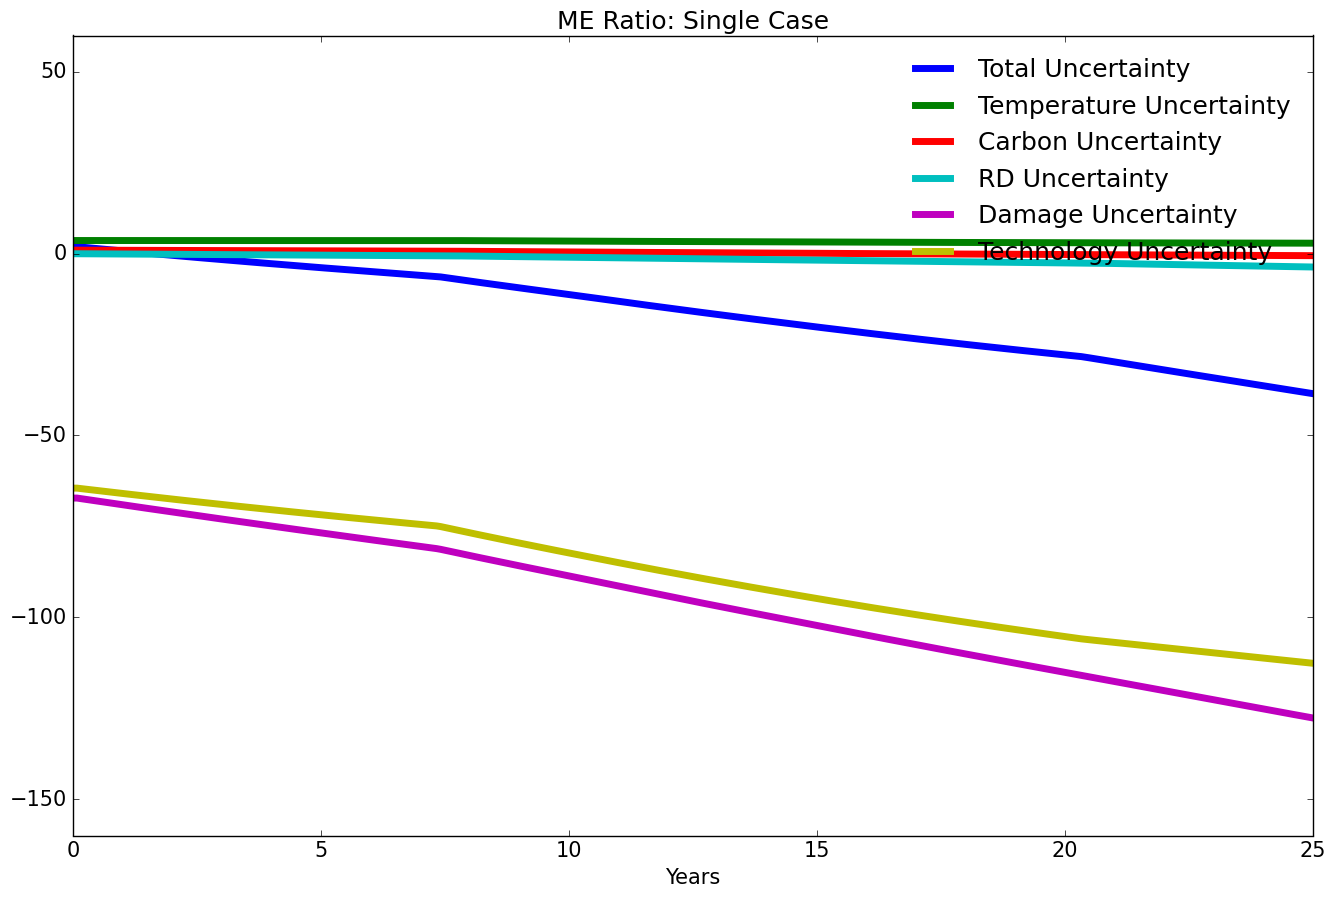 ME Ratio: Single Case
50
0
−50
−100
−150
Total Uncertainty
Temperature Uncertainty
Carbon Uncertainty
RD Uncertainty
Damage Uncertainty
Technology Uncertainty
0 5 10 15 20 25
Years